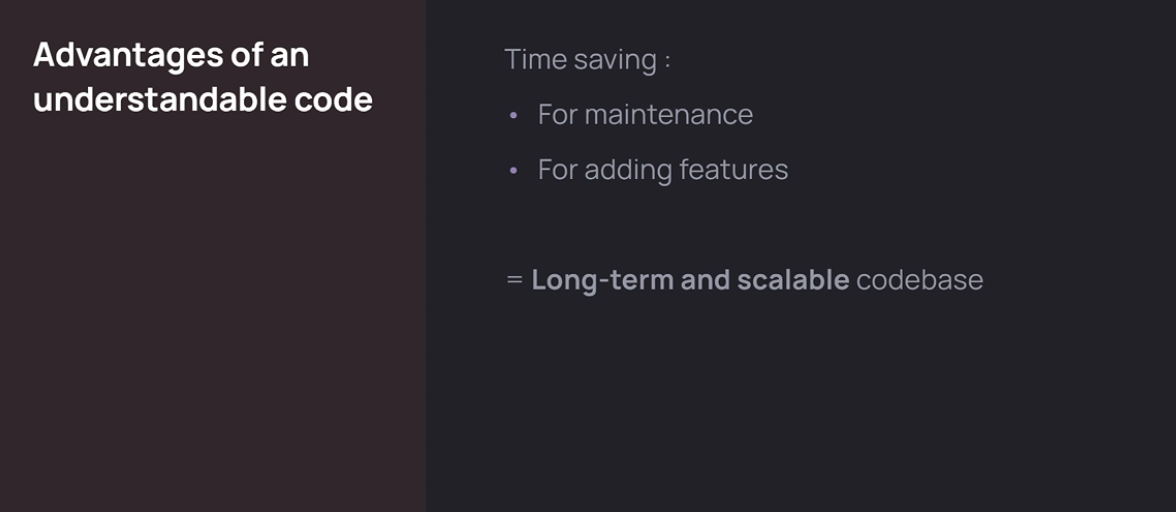 Advantages of an
understandable code
Time saving :
• For maintenance
• For adding features
= Long-term and scalable codebase